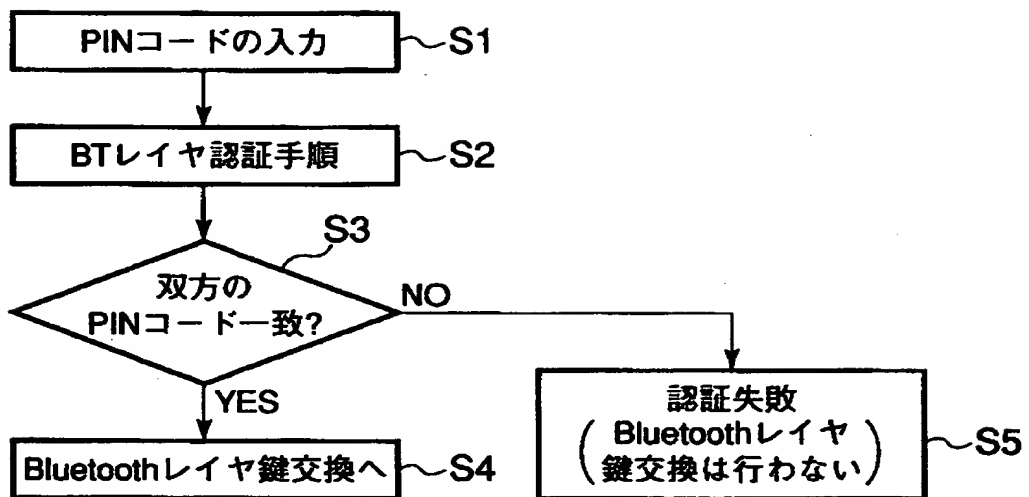 PINコードの入力
S1
BTレイヤ認証手順
S2
S3
双方の
PINコード一致?
NO
YES
Bluetoothレイヤ鍵交換へ
S4
認証失敗
(Bluetoothレイヤ
鍵交換は行わない)
S5